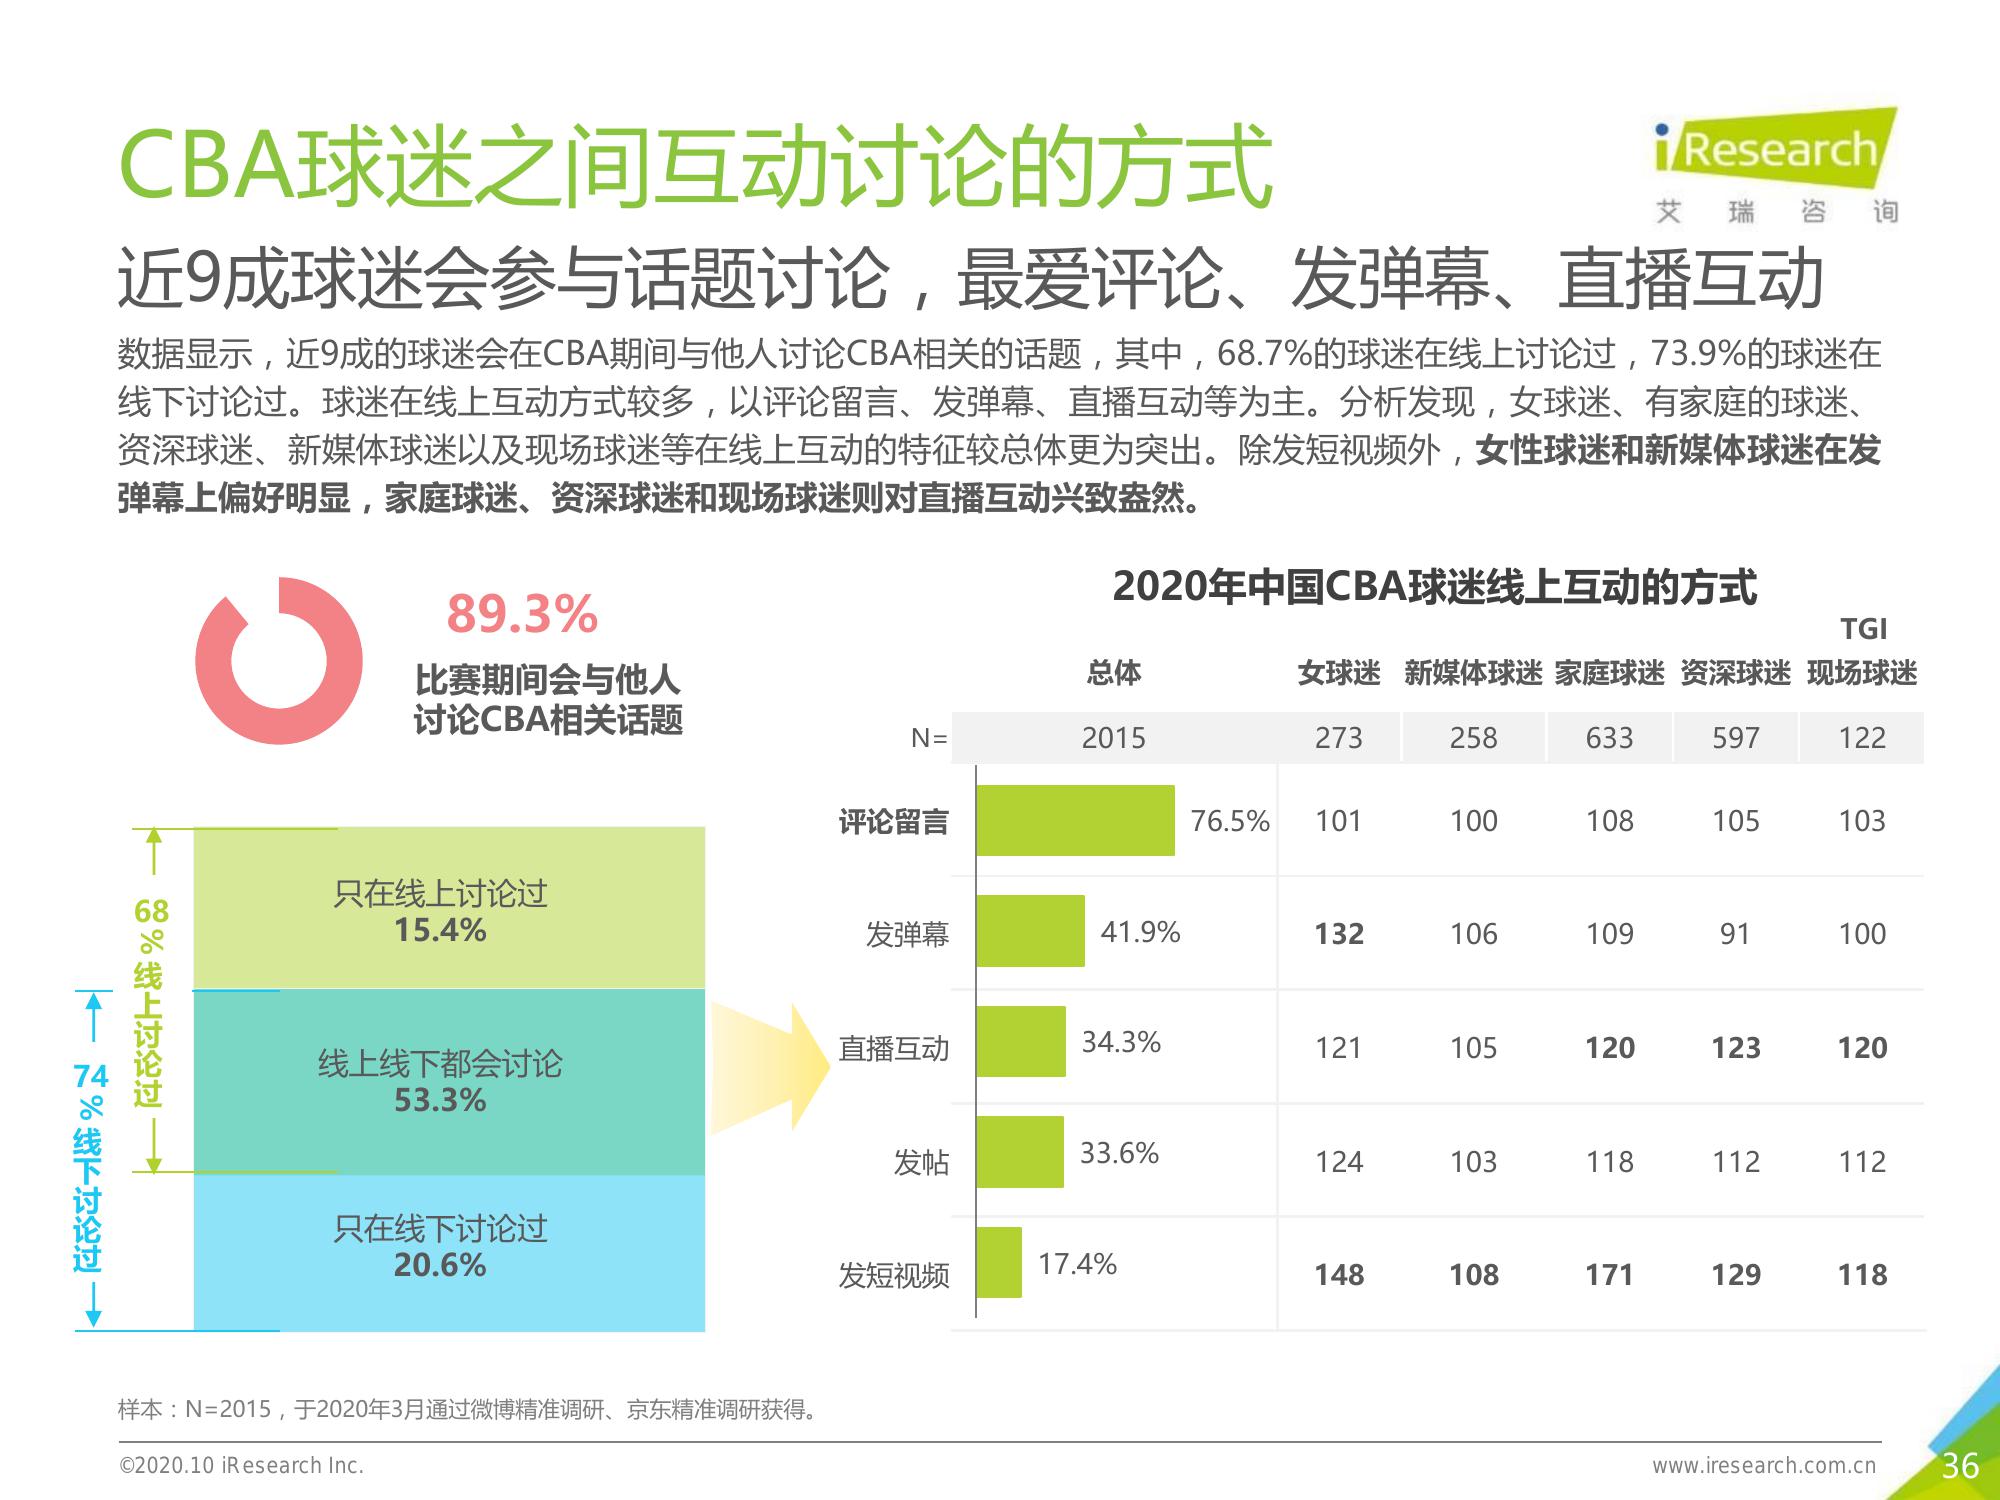 CBA球迷之间互动讨论的方式
iResearch
艾瑞咨询
近9成球迷会参与话题讨论，最爱评论、发弹幕、直播互动
数据显示，近9成的球迷会在CBA期间与他人讨论CBA相关的话题，其中，68.7%的球迷在线上讨论过，73.9%的球迷在
线下讨论过。球迷在线上互动方式较多，以评论留言、发弹幕、直播互动等为主。分析发现，女球迷、有家庭的球迷、
资深球迷、新媒体球迷以及现场球迷等在线上互动的特征较总体更为突出。除发短视频外，女性球迷和新媒体球迷在发
弹幕上偏好明显，家庭球迷、资深球迷和现场球迷则对直播互动兴致盎然。
89.3%
比赛期间会与他人
讨论CBA相关话题
68%线上讨论过
74%线下讨论过
只在线上讨论过
15.4%
线上线下都会讨论
53.3%
只在线下讨论过
20.6%
2020年中国CBA球迷线上互动的方式
TGI
总体 女球迷 新媒体球迷 家庭球迷 资深球迷 现场球迷
N= 2015 273 258 633 597 122
评论留言 76.5% 101 100 108 105 103
发弹幕 41.9% 132 106 109 91 100
直播互动 34.3% 121 105 120 123 120
发帖 33.6% 124 103 118 112 112
发短视频 17.4% 148 108 171 129 118
样本：N=2015，于2020年3月通过微博精准调研、京东精准调研获得。
©2020.10 iResearch Inc.
www.iresearch.com.cn
36